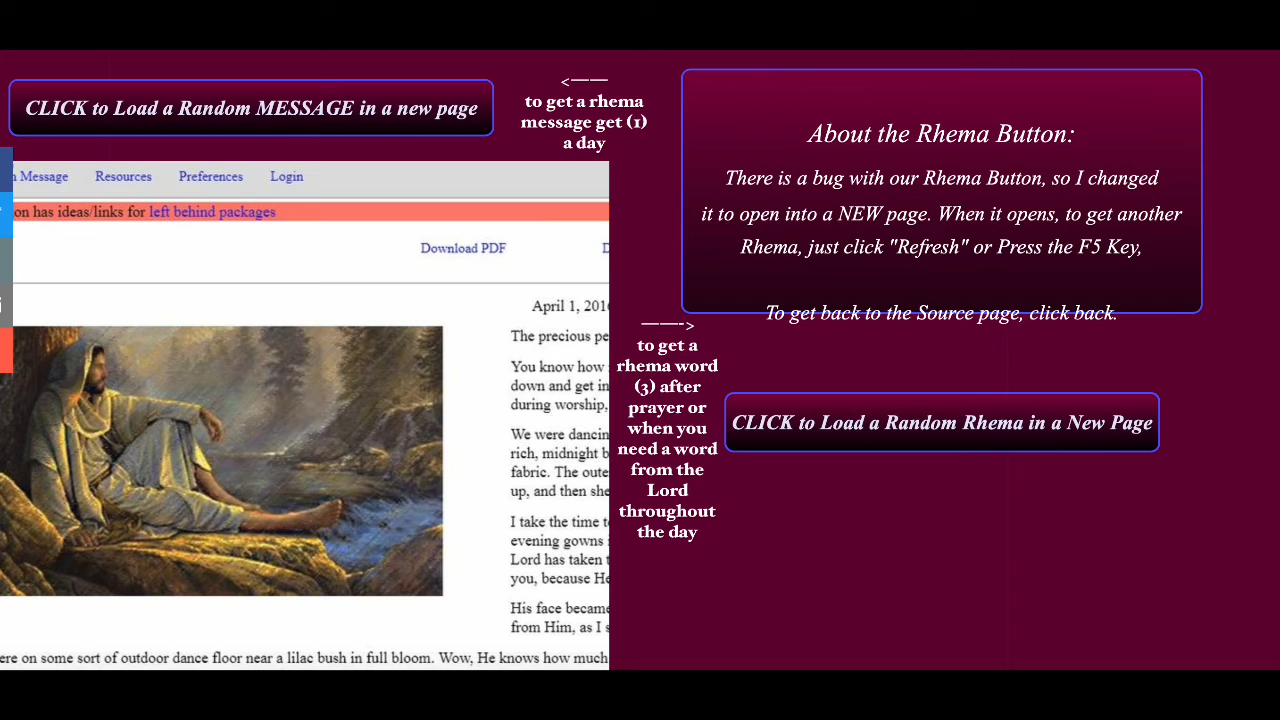 CLICK to Load a Random MESSAGE in a new page
<——
to get a rhema
message get (1)
a day
About the Rhema Button:
There is a bug with our Rhema Button, so I changed
it to open into a NEW page. When it opens, to get another
Rhema, just click "Refresh" or Press the F5 Key,
To get back to the Source page, click back.
Message Resources Preferences Login
on has ideas/links for left behind packages
Download PDF
April 1, 201
The precious pe
You know how
down and get in
during worship,
We were dancin
rich, midnight b
fabric. The oute
up, and then she
I take the time t
evening gowns
Lord has taken t
you, because He
His face became
from Him, as I s
ere on some sort of outdoor dance floor near a lilac bush in full bloom. Wow, He knows how much
——->
to get a
rhema word
(3) after
prayer or
when you
need a word
from the
Lord
throughout
the day
CLICK to Load a Random Rhema in a New Page